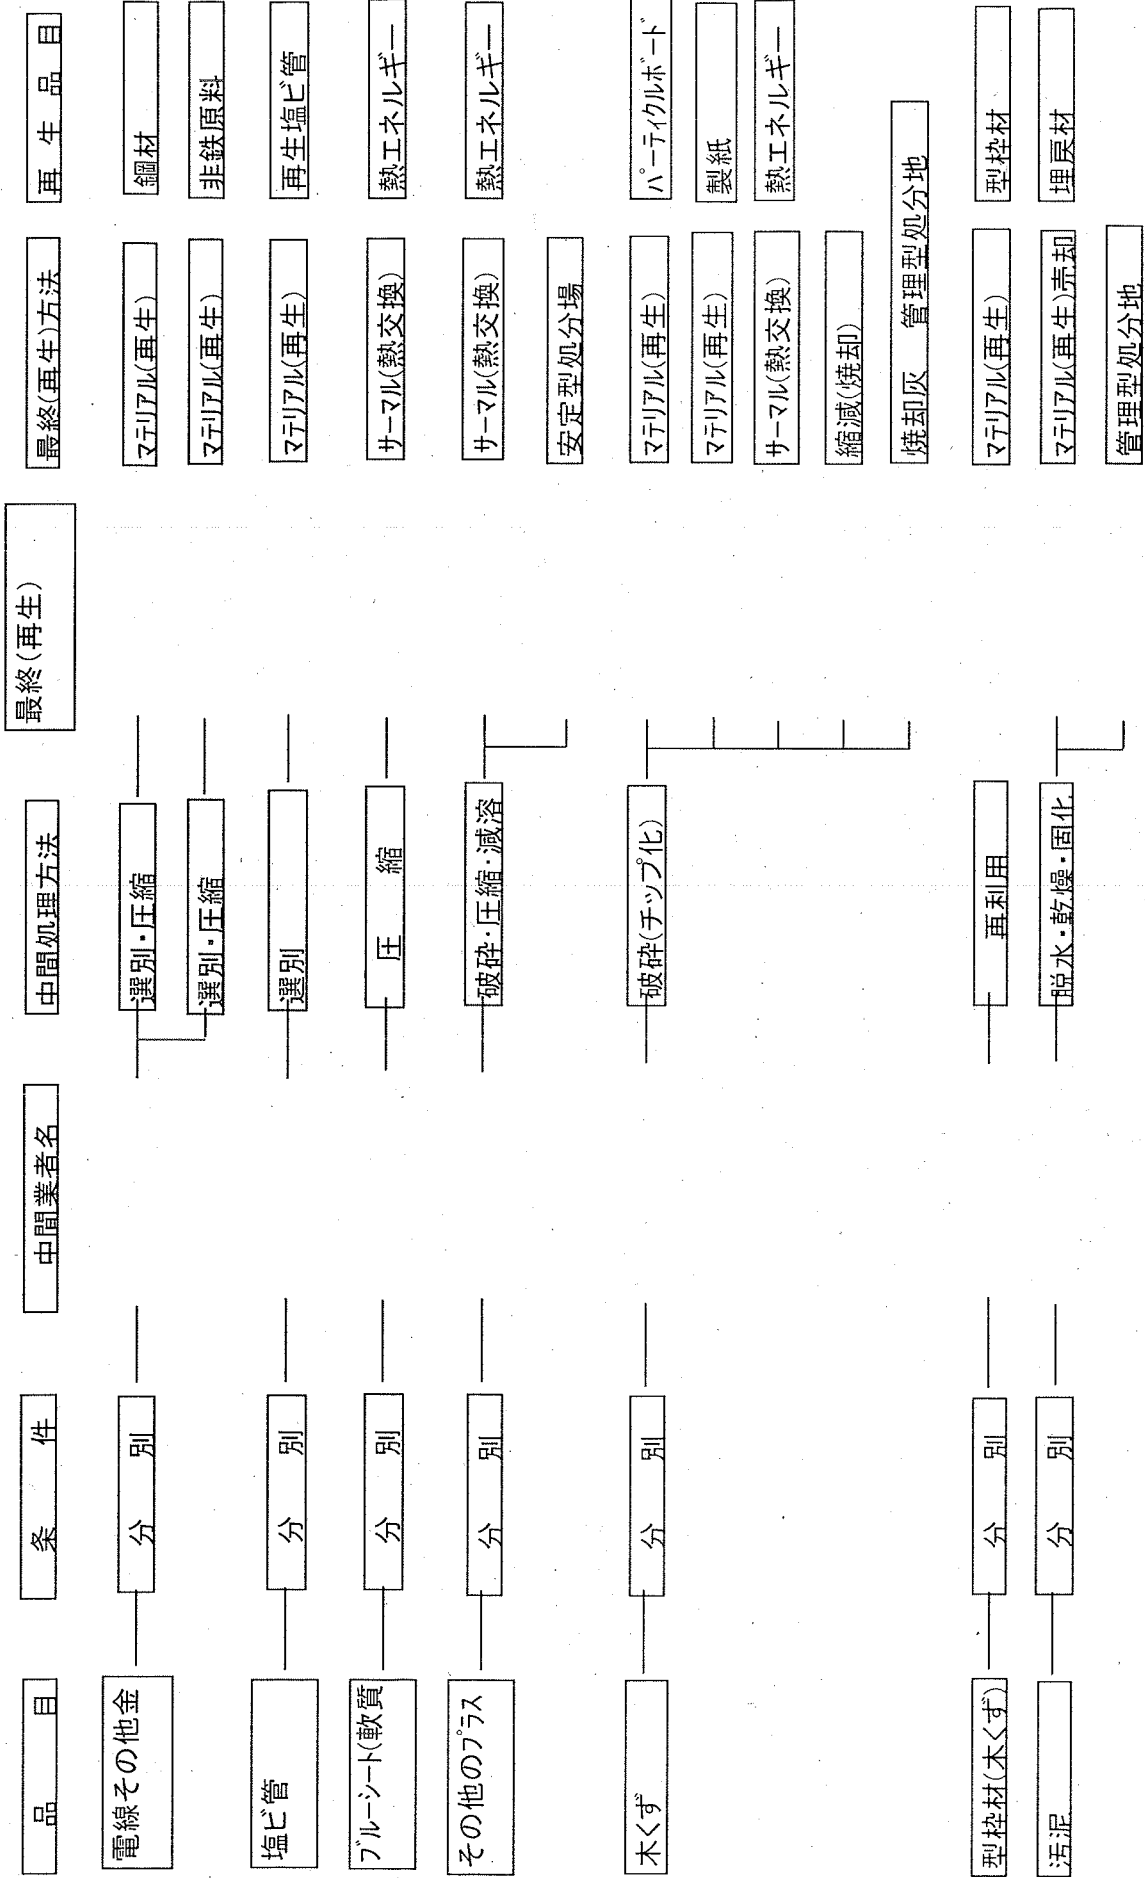 品 目
条 件
中間業者名
中間処理方法
最終(再生)
最終(再生)方法
再 生 品 目
電線その他金
分 別
選別・圧縮
マテリアル(再生)
鋼材
選別・圧縮
マテリアル(再生)
非鉄原料
塩ビ管
分 別
選別
マテリアル(再生)
再生塩ビ管
ブルーシート(軟質
分 別
圧 縮
サーマル(熱交換)
熱エネルギー
その他のプラス
分 別
破砕・圧縮・減溶
サーマル(熱交換)
熱エネルギー
安定型処分場
木くず
分 別
破砕(チップ化)
マテリアル(再生)
パーティクルボード
マテリアル(再生)
製紙
サーマル(熱交換)
熱エネルギー
縮減(焼却)
焼却灰 管理型処分地
型枠材(木くず)
分 別
再利用
マテリアル(再生)
型枠材
汚泥
分 別
脱水・乾燥・固化
マテリアル(再生)売却
埋戻材
管理型処分地